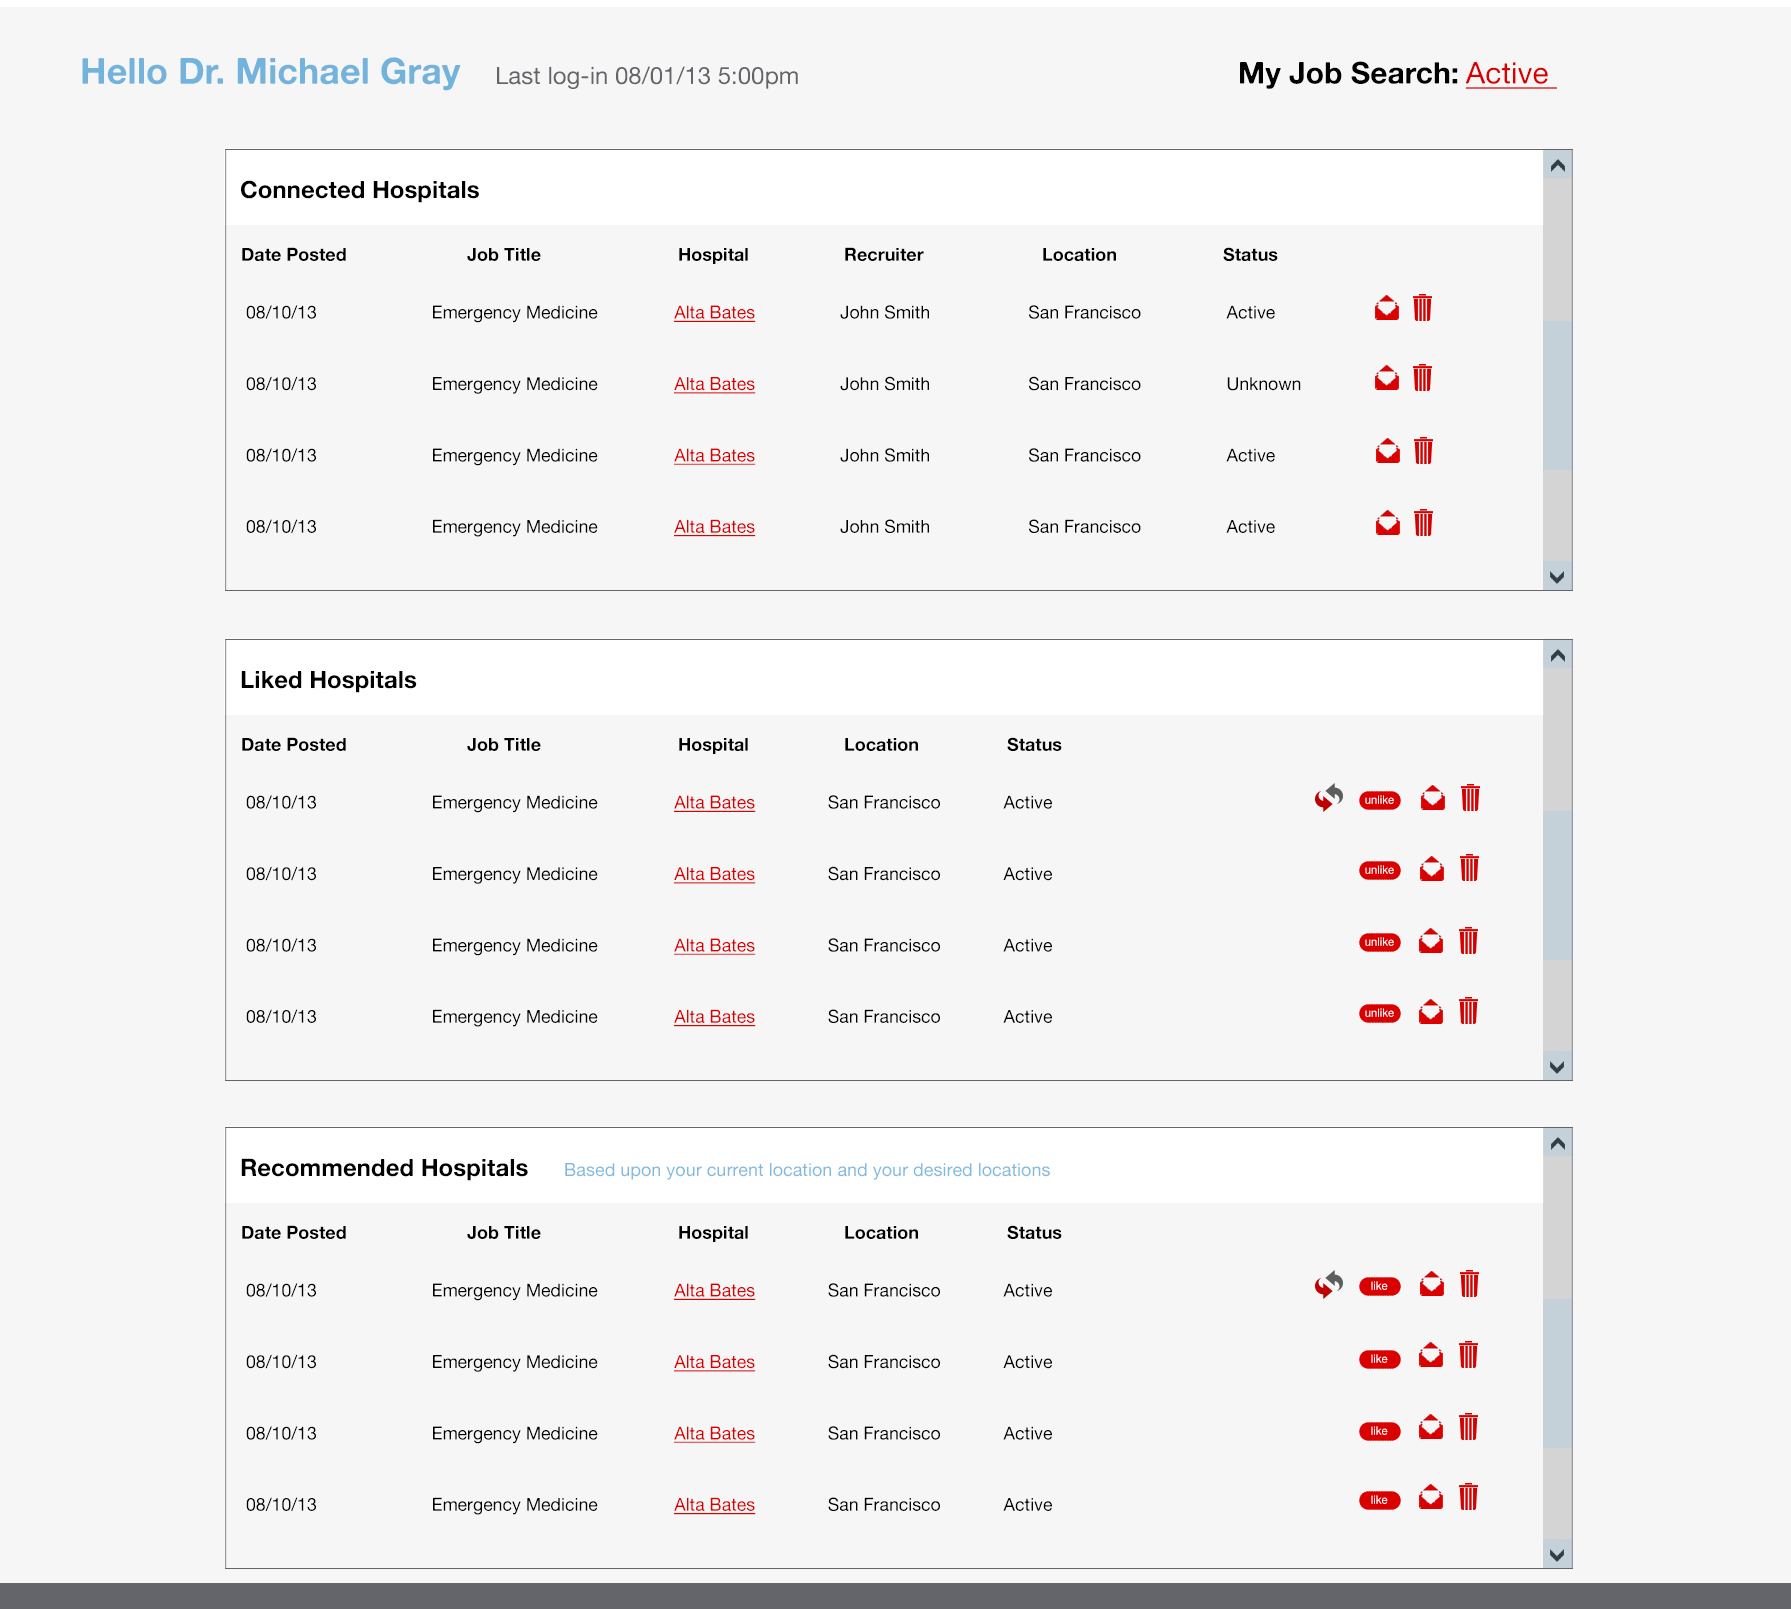 Hello Dr. Michael Gray Last log-in 08/01/13 5:00pm My Job Search: Active
Connected Hospitals
Date Posted Job Title Hospital Recruiter Location Status
08/10/13 Emergency Medicine Alta Bates John Smith San Francisco Active
08/10/13 Emergency Medicine Alta Bates John Smith San Francisco Unknown
08/10/13 Emergency Medicine Alta Bates John Smith San Francisco Active
08/10/13 Emergency Medicine Alta Bates John Smith San Francisco Active
Liked Hospitals
Date Posted Job Title Hospital Location Status
08/10/13 Emergency Medicine Alta Bates San Francisco Active unlike
08/10/13 Emergency Medicine Alta Bates San Francisco Active unlike
08/10/13 Emergency Medicine Alta Bates San Francisco Active unlike
08/10/13 Emergency Medicine Alta Bates San Francisco Active unlike
Recommended Hospitals Based upon your current location and your desired locations
Date Posted Job Title Hospital Location Status
08/10/13 Emergency Medicine Alta Bates San Francisco Active like
08/10/13 Emergency Medicine Alta Bates San Francisco Active like
08/10/13 Emergency Medicine Alta Bates San Francisco Active like
08/10/13 Emergency Medicine Alta Bates San Francisco Active like